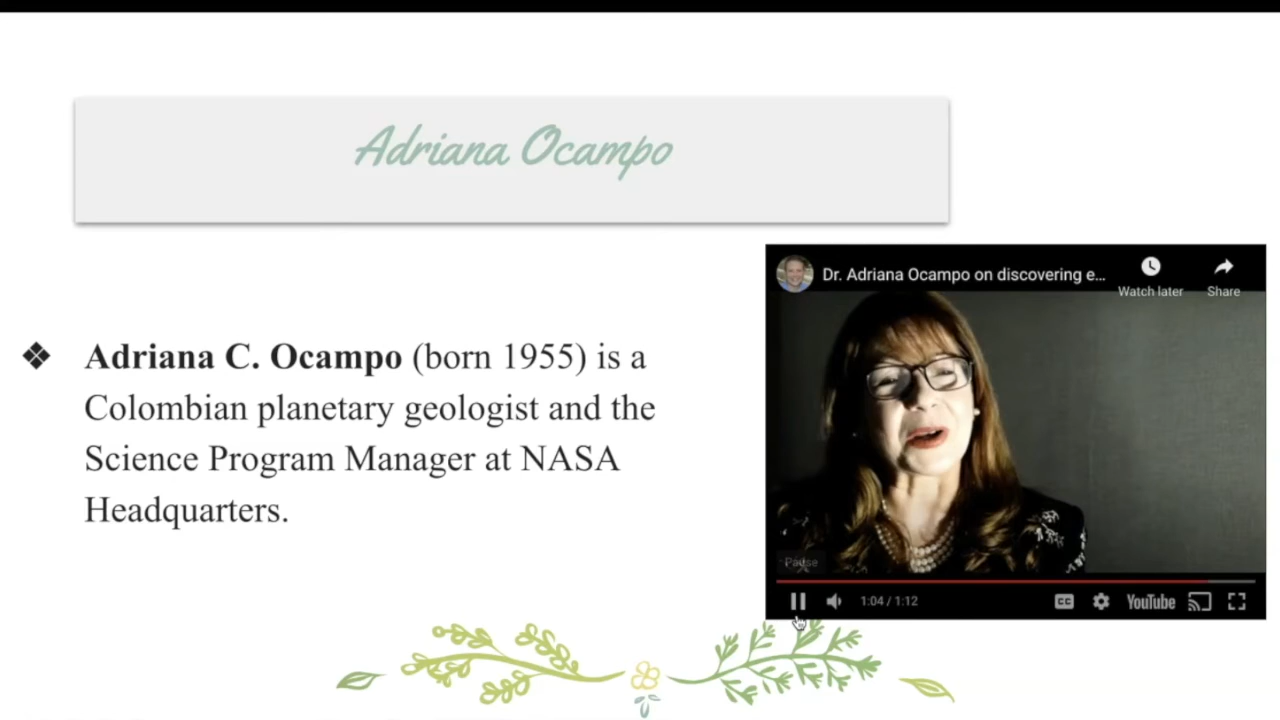 Adriana Ocampo
Dr. Adriana Ocampo on discovering e...
Watch later
Share
❖ Adriana C. Ocampo (born 1955) is a
Colombian planetary geologist and the
Science Program Manager at NASA
Headquarters.
Pause
1:04 / 1:12
CC
YouTube